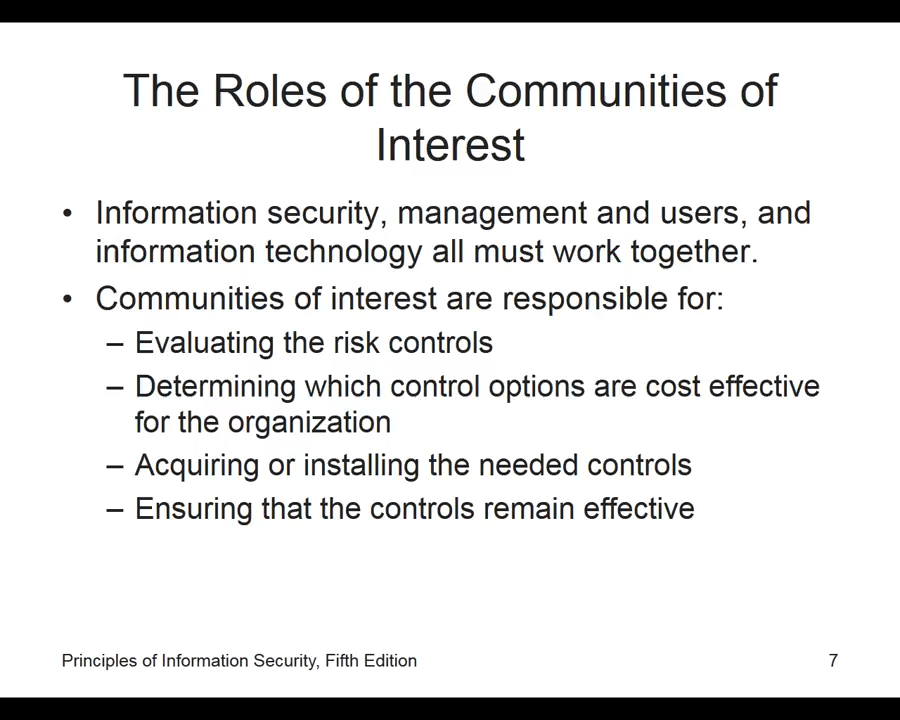 The Roles of the Communities of
Interest
• Information security, management and users, and
information technology all must work together.
• Communities of interest are responsible for:
– Evaluating the risk controls
– Determining which control options are cost effective
for the organization
– Acquiring or installing the needed controls
– Ensuring that the controls remain effective
Principles of Information Security, Fifth Edition
7